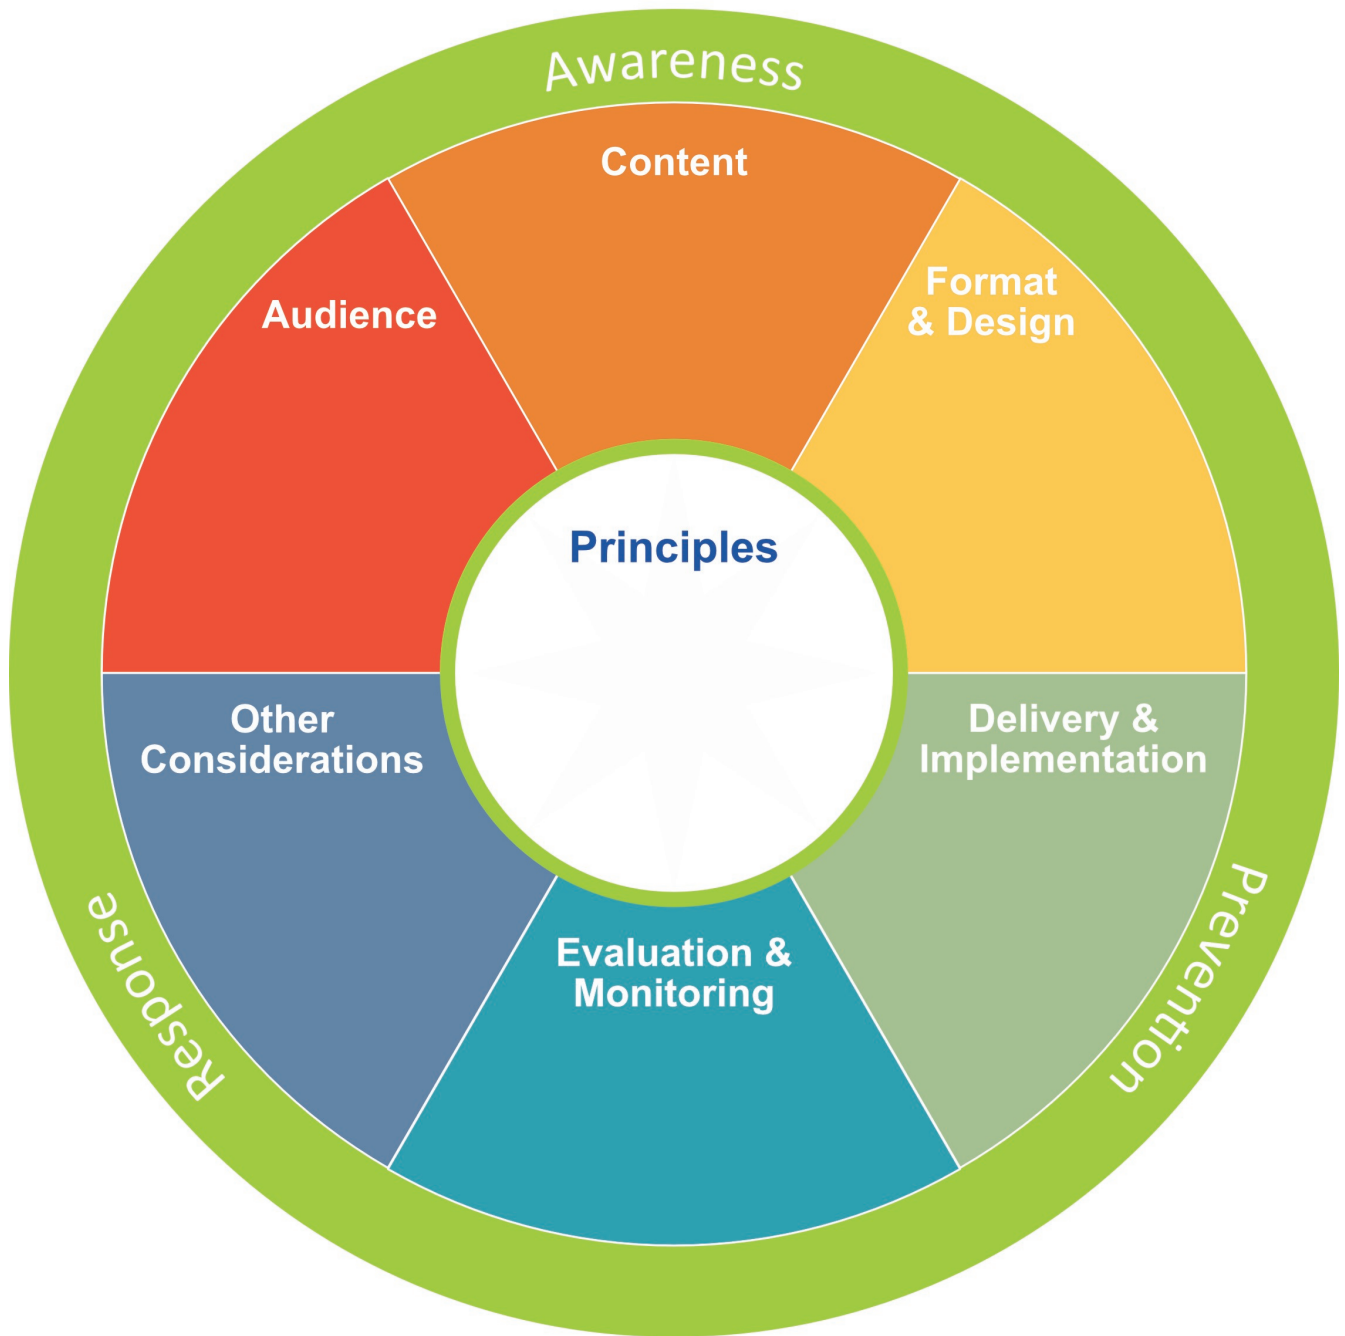 Awareness
Content
Format
& Design
Audience
Principles
Other
Considerations
Delivery &
Implementation
Evaluation &
Monitoring
Response
Prevention